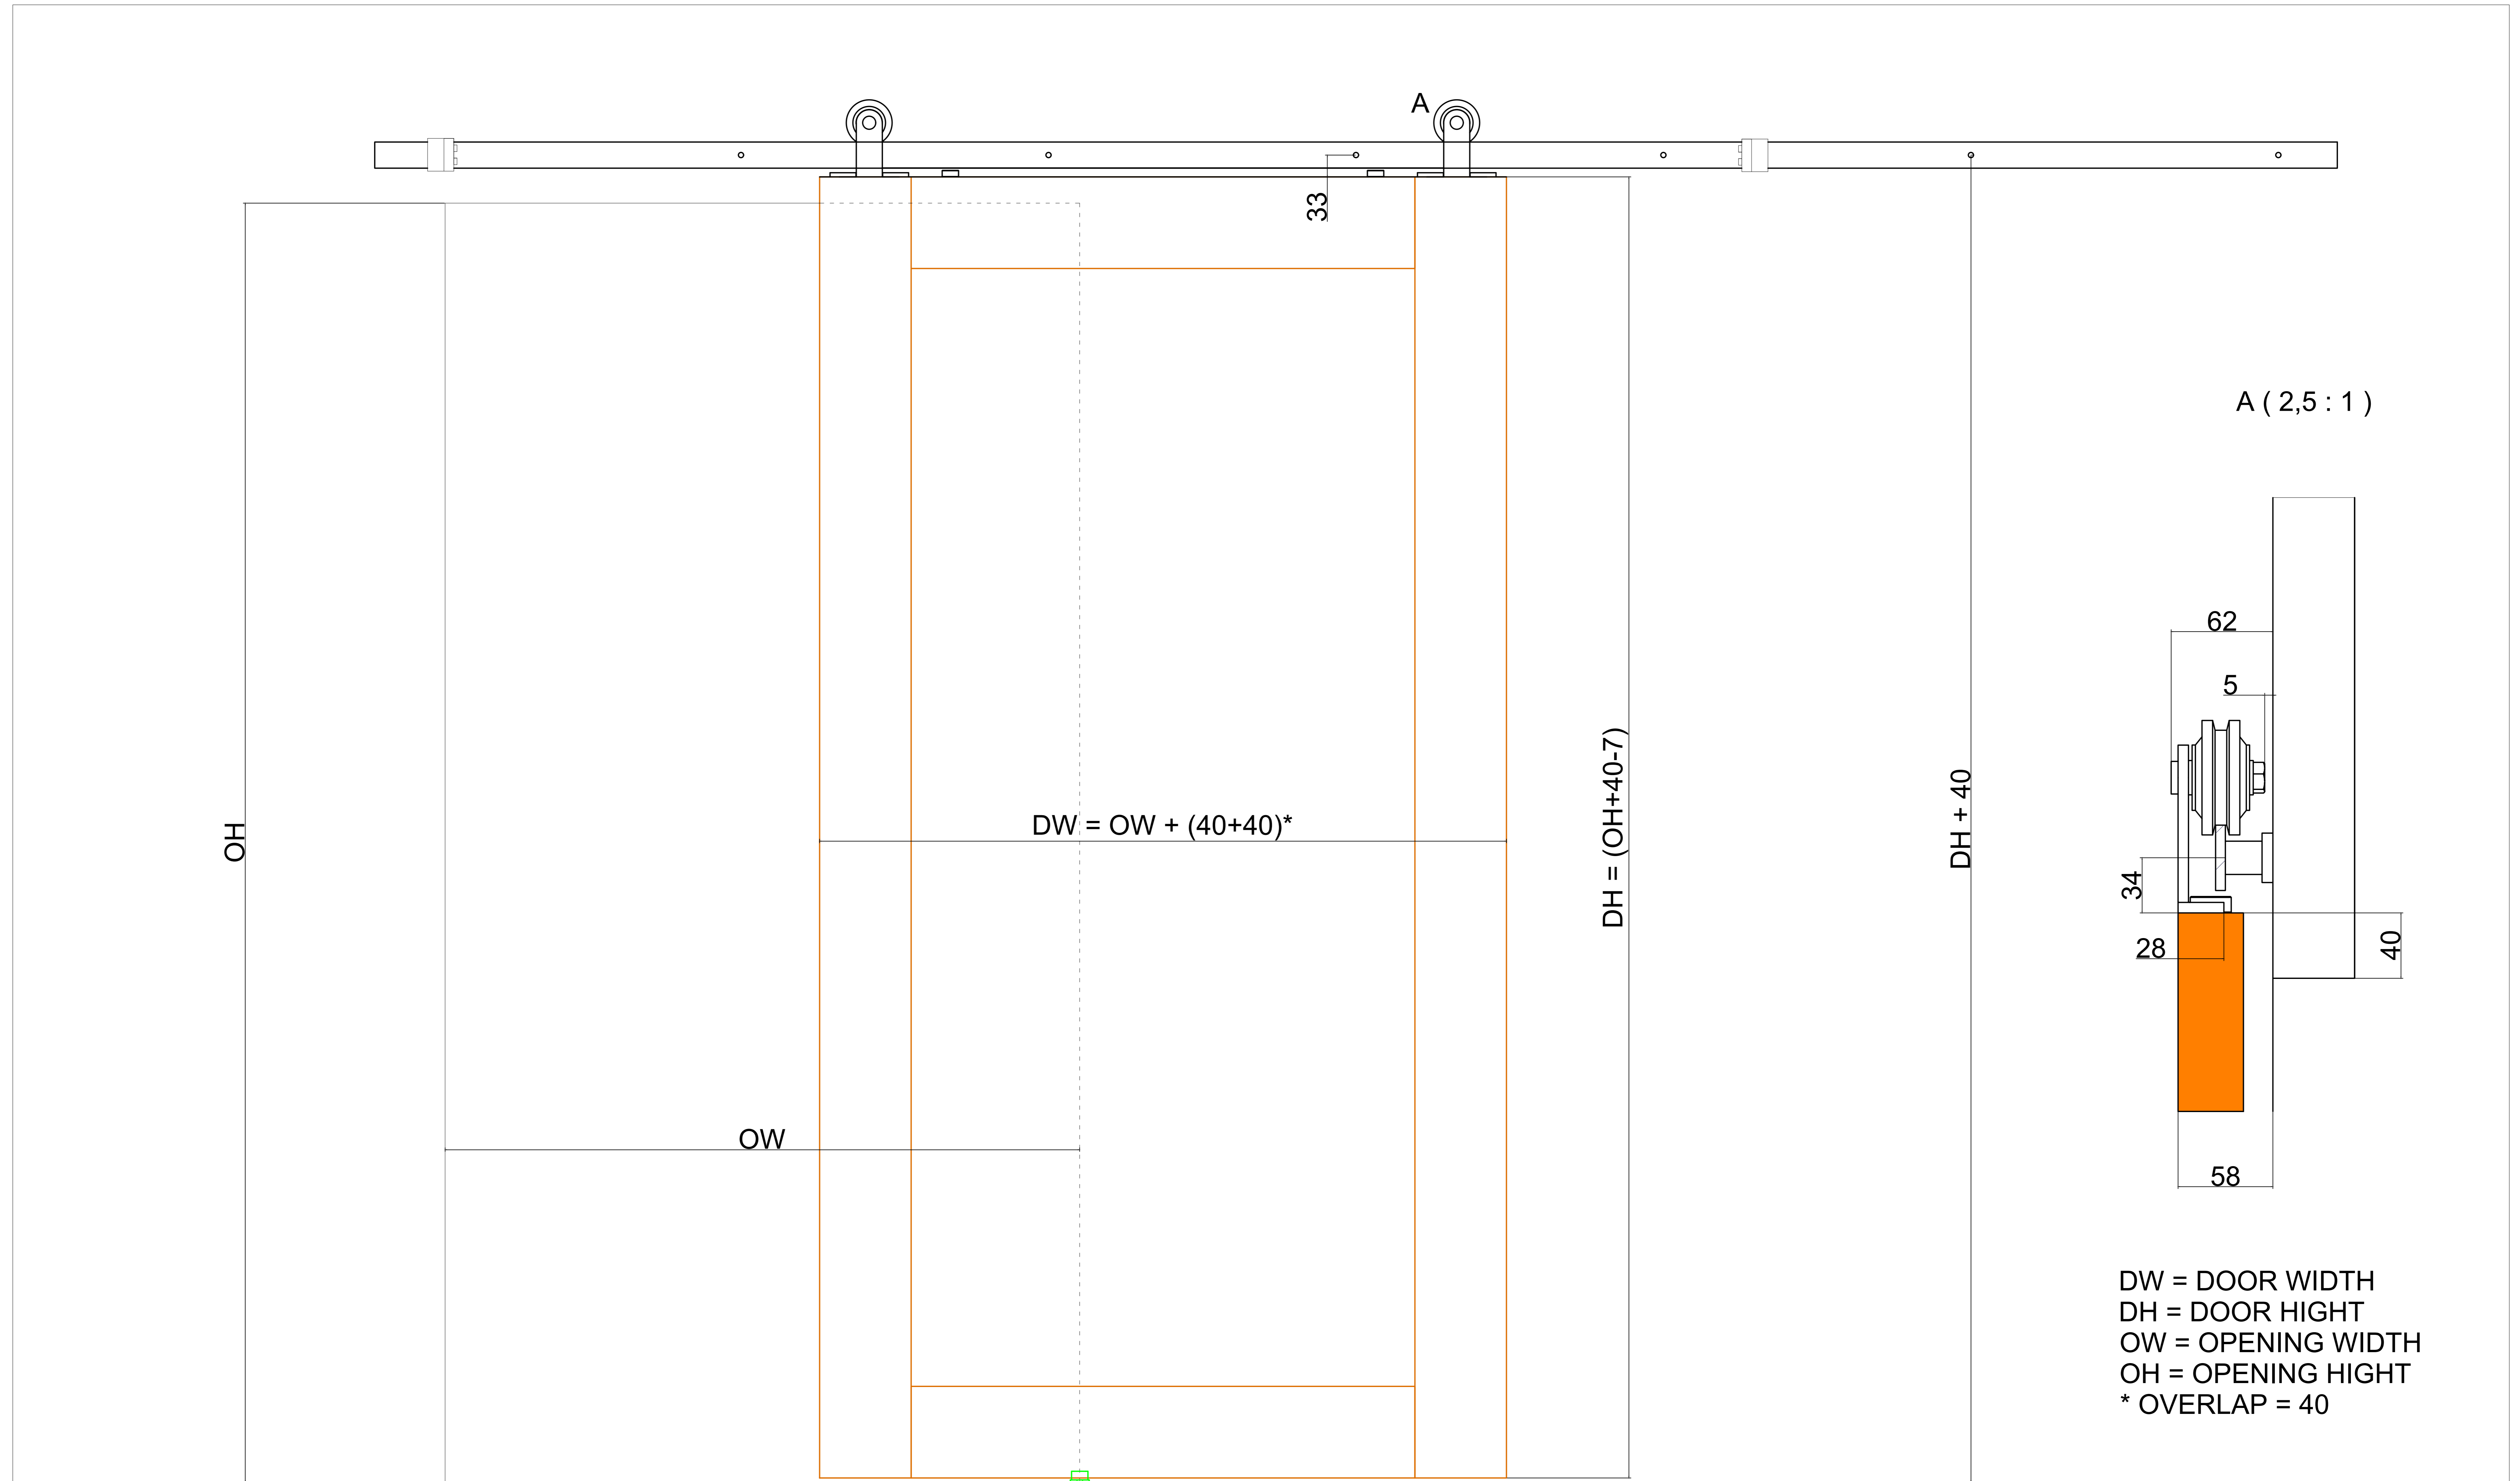 A
33
A ( 2,5 : 1 )
62
5
DH = (OH+40-7)
DH + 40
OH
DW = OW + (40+40)*
34
28
40
OW
58
DW = DOOR WIDTH
DH = DOOR HIGHT
OW = OPENING WIDTH
OH = OPENING HIGHT
* OVERLAP = 40